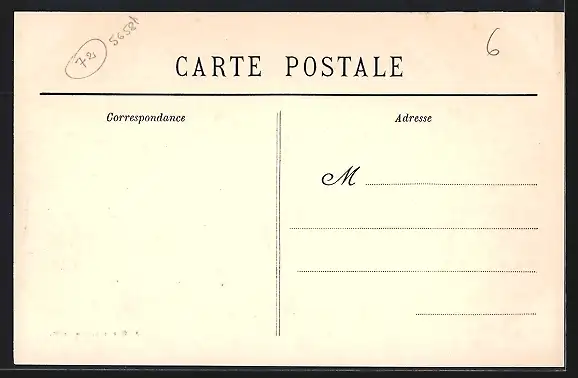 72
56581
6
CARTE POSTALE
Correspondance
Adresse
M